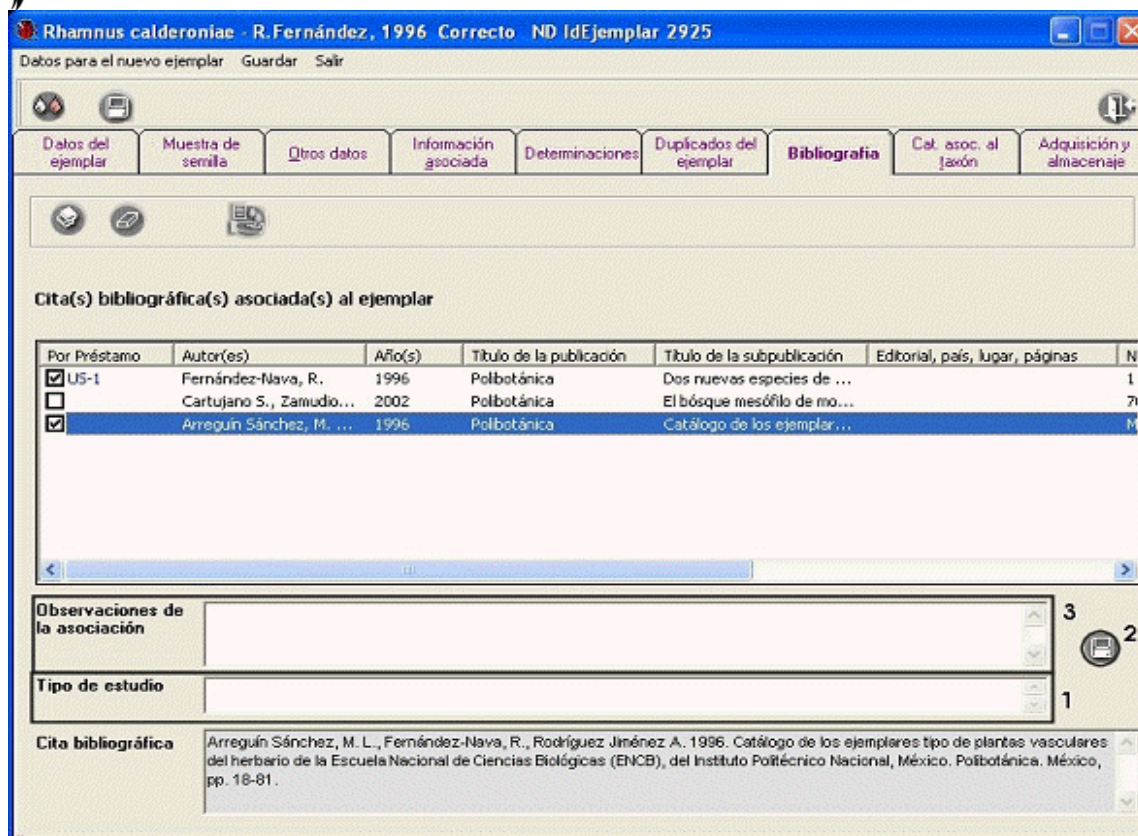 Rhamnus calderoniae - R.Fernández, 1996 Correcto ND IdEjemplar 2925
Datos para el nuevo ejemplar Guardar Salir
Datos del ejemplar
Muestra de semilla
Otros datos
Información asociada
Determinaciones
Duplicados del ejemplar
Bibliografía
Cat. asoc. al taxón
Adquisición y almacenaje
Cita(s) bibliográfica(s) asociada(s) al ejemplar
Por Préstamo Autor(es) Año(s) Título de la publicación Título de la subpublicación Editorial, país, lugar, páginas N
US-1 Fernández-Nava, R. 1996 Polibotánica Dos nuevas especies de ... 1
Cartujano S., Zamudio... 2002 Polibotánica El bósque mesófilo de mo...
Arreguín Sánchez, M. ... 1996 Polibotánica Catálogo de los ejemplar... M
Observaciones de
la asociación
3
2
Tipo de estudio
1
Cita bibliográfica
Arreguín Sánchez, M. L., Fernández-Nava, R., Rodríguez Jiménez A. 1996. Catálogo de los ejemplares tipo de plantas vasculares
del herbario de la Escuela Nacional de Ciencias Biológicas (ENCB), del Instituto Politécnico Nacional, México. Polibotánica. México,
pp. 18-81.